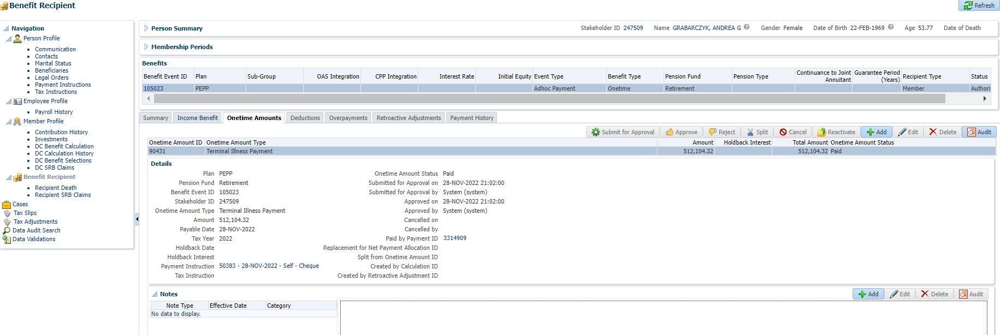 Benefit Recipient
Refresh
Navigation
Person Profile
Communication
Contacts
Marital Status
Beneficiaries
Legal Orders
Payment Instructions
Tax Instructions
Employee Profile
Payroll History
Member Profile
Contribution History
Investments
DC Benefit Calculation
DC Calculation History
DC Benefit Selections
DC SRB Claims
Benefit Recipient
Recipient Death
Recipient SRB Claims
Cases
Tax Slips
Tax Adjustments
Data Audit Search
Data Validations
Person Summary Stakeholder ID 247509 Name GRABARCZYK, ANDREA G Gender Female Date of Birth 22-FEB-1969 Age 53.77 Date of Death
Membership Periods
Benefits
Benefit Event ID Plan Sub-Group OAS Integration CPP Integration Interest Rate Initial Equity Event Type Benefit Type Pension Fund Pension Type Continuance to Joint Annuitant Guarantee Period (Years) Recipient Type Status
105023 PEPP Adhoc Payment Onetime Retirement Member Authori
Summary Income Benefit Onetime Amounts Deductions Overpayments Retroactive Adjustments Payment History
Submit for Approval Approve Reject Split Cancel Reactivate Add Edit Delete Audit
Onetime Amount ID Onetime Amount Type Amount Holdback Interest Total Amount Onetime Amount Status
90431 Terminal Illness Payment 512,104.32 512,104.32 Paid
Details
Plan PEPP Onetime Amount Status Paid
Pension Fund Retirement Submitted for Approval on 28-NOV-2022 21:02:00
Benefit Event ID 105023 Submitted for Approval by System (system)
Stakeholder ID 247509 Approved on 28-NOV-2022 21:02:00
Onetime Amount Type Terminal Illness Payment Approved by System (system)
Amount 512,104.32 Cancelled on
Payable Date 28-NOV-2022 Cancelled by
Tax Year 2022 Paid by Payment ID 3314909
Holdback Date Replacement for Net Payment Allocation ID
Holdback Interest Split from Onetime Amount ID
Payment Instruction 50383 - 28-NOV-2022 - Self - Cheque Created by Calculation ID
Tax Instruction Created by Retroactive Adjustment ID
Notes Add Edit Delete Audit
Note Type Effective Date Category
No data to display.